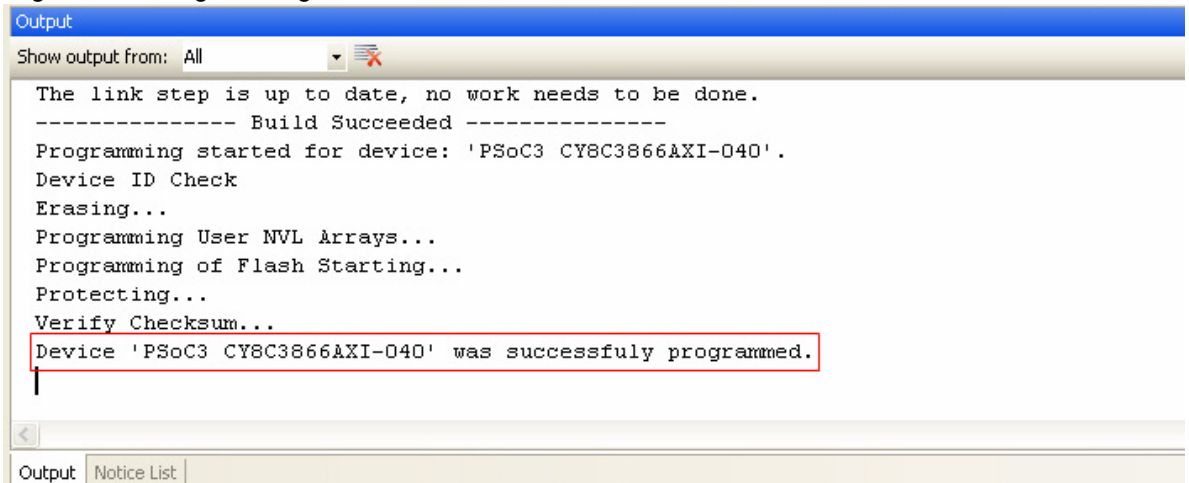 Output
Show output from: All
The link step is up to date, no work needs to be done.
--------------- Build Succeeded ---------------
Programming started for device: 'PSoC3 CY8C3866AXI-040'.
Device ID Check
Erasing...
Programming User NVL Arrays...
Programming of Flash Starting...
Protecting...
Verify Checksum...
Device 'PSoC3 CY8C3866AXI-040' was successfuly programmed.
Output Notice List